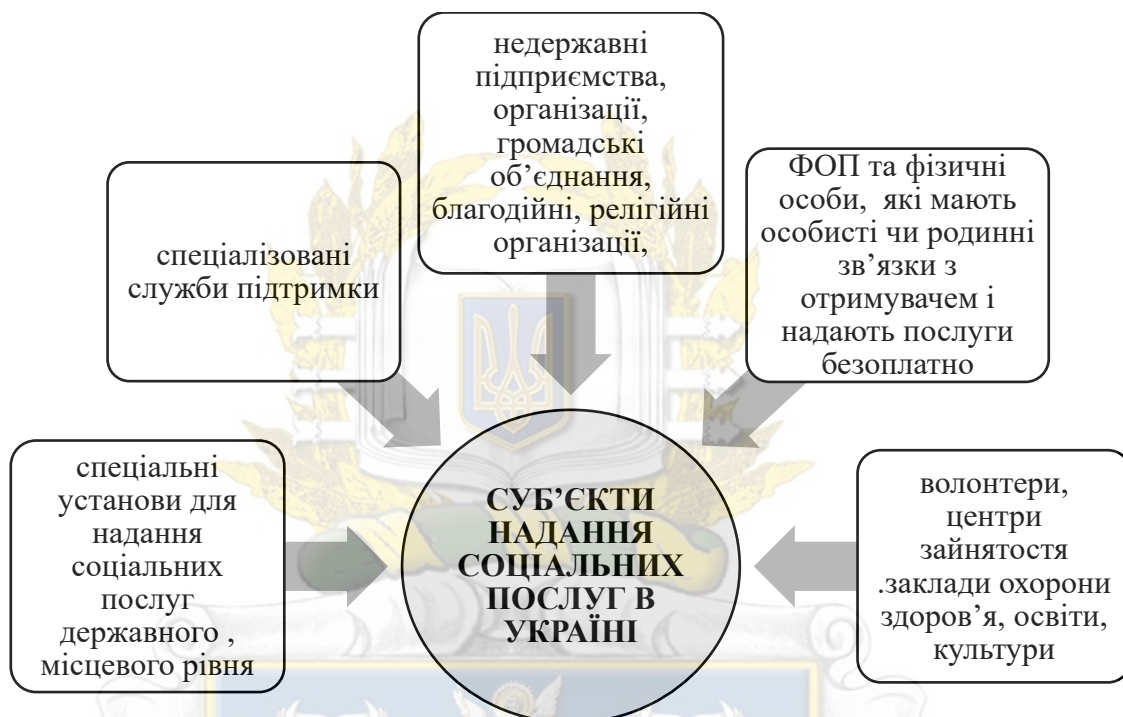 недержавні
підприємства,
організації,
громадські
об’єднання,
благодійні, релігійні
організації,
спеціалізовані
служби підтримки
ФОП та фізичні
особи,  які мають
особисті чи родинні
зв’язки з
отримувачем і
надають послуги
безоплатно
спеціальні
установи для
надання
соціальних
послуг
державного ,
місцевого рівня
СУБ’ЄКТИ
НАДАННЯ
СОЦІАЛЬНИХ
ПОСЛУГ В
УКРАЇНІ
волонтери,
центри
зайнятостя
.заклади охорони
здоров’я, освіти,
культури